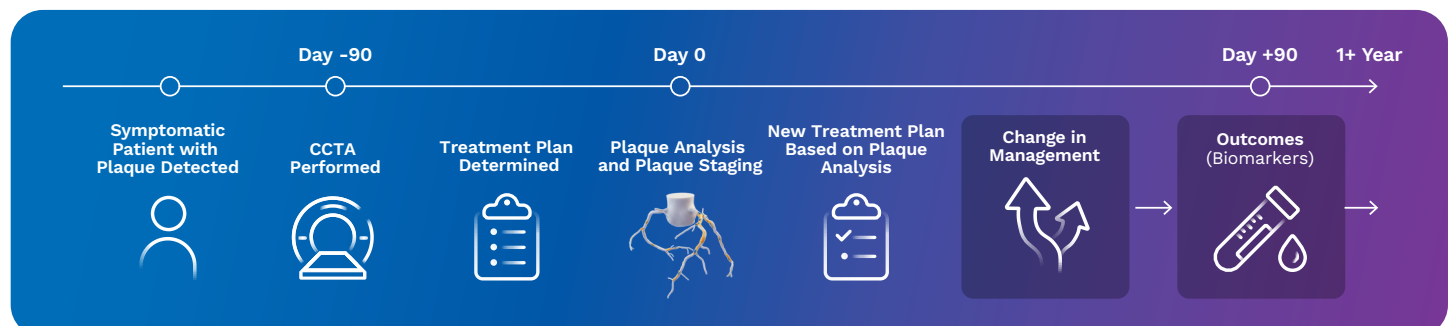 Day -90
Day 0
Day +90
1+ Year
Symptomatic
Patient with
Plaque Detected
CCTA
Performed
Treatment Plan
Determined
Plaque Analysis
and Plaque Staging
New Treatment Plan
Based on Plaque
Analysis
Change in
Management
Outcomes
(Biomarkers)